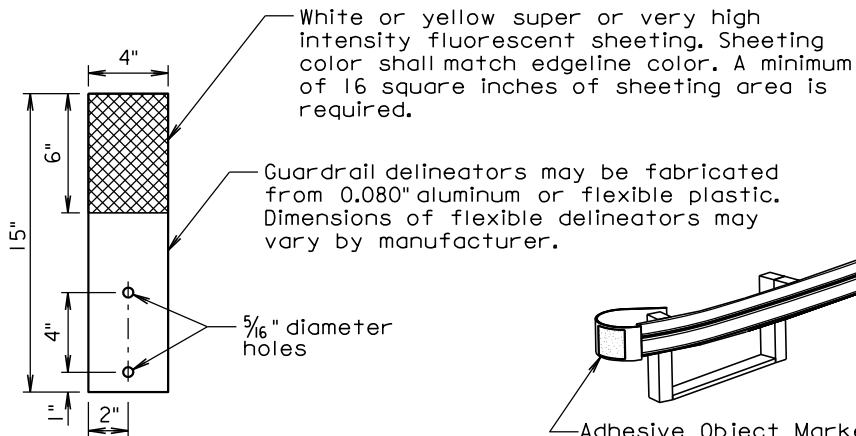 White or yellow super or very high
intensity fluorescent sheeting. Sheeting
color shall match edgeline color. A minimum
of 16 square inches of sheeting area is
required.
4"
6"
15"
Guardrail delineators may be fabricated
from 0.080" aluminum or flexible plastic.
Dimensions of flexible delineators may
vary by manufacturer.
4"
5/16" diameter
holes
1"
2"
Adhesive Object Marke